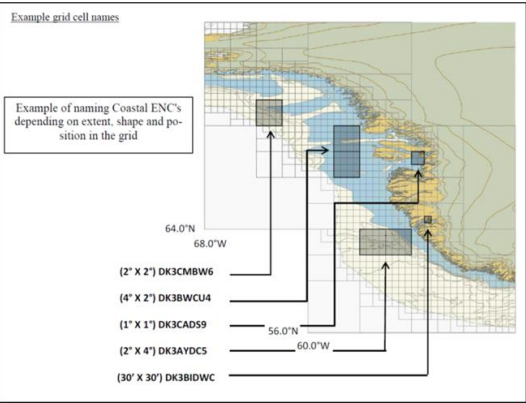 Example grid cell names
Example of naming Coastal ENC's
depending on extent, shape and po-
sition in the grid
64.0°N
68.0°W
(2° X 2°) DK3CMBW6
(4° X 2°) DK3BWCU4
(1° X 1°) DK3CADS9
56.0°N
(2° X 4°) DK3AYDC5
60.0°W
(30' X 30') DK3BIDWC